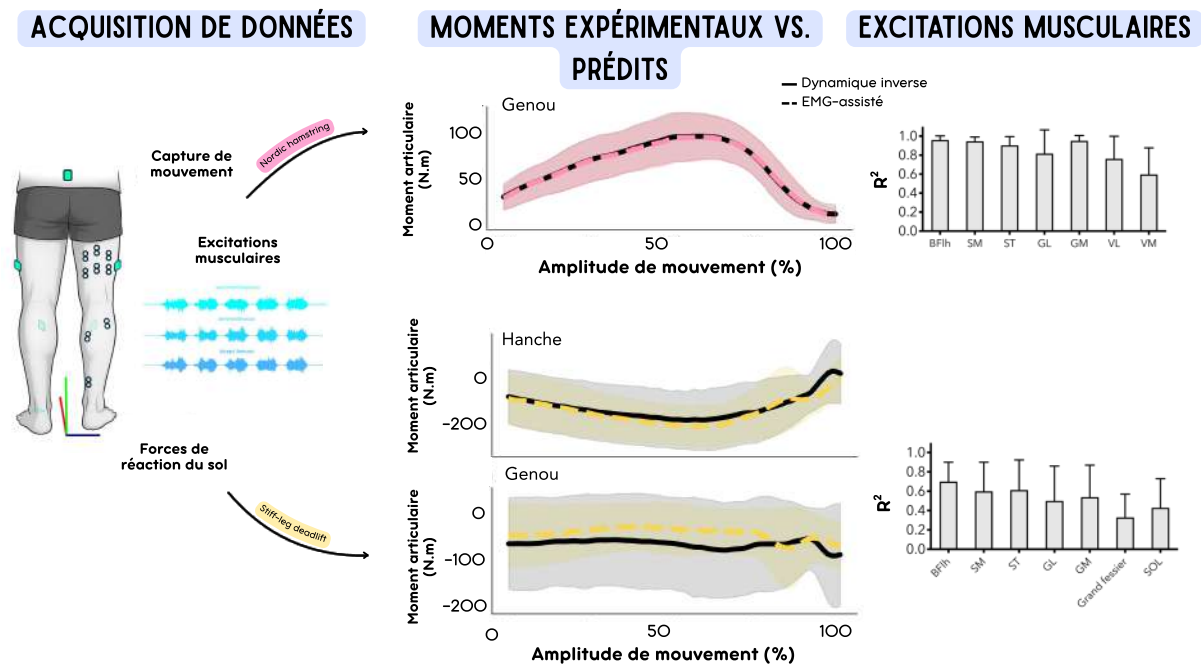 ACQUISITION DE DONNÉES
MOMENTS EXPÉRIMENTAUX VS.
PRÉDITS
EXCITATIONS MUSCULAIRES
Capture de
mouvement
Nordic hamstring
Excitations
musculaires
Forces de
réaction du sol
Stiff-leg deadlift
Dynamique inverse
EMG-assisté
Genou
Moment articulaire
(N.m)
100
50
0
0 50 100
Amplitude de mouvement (%)
Hanche
Moment articulaire
(N.m)
0
-200
Genou
Moment articulaire
(N.m)
0
-100
-200
0 50 100
Amplitude de mouvement (%)
R²
1.0
0.8
0.6
0.4
0.2
0.0
BFlh SM ST GL GM VL VM
R²
1.0
0.8
0.6
0.4
0.2
0.0
BFlh SM ST GL GM Grand fessier SOL